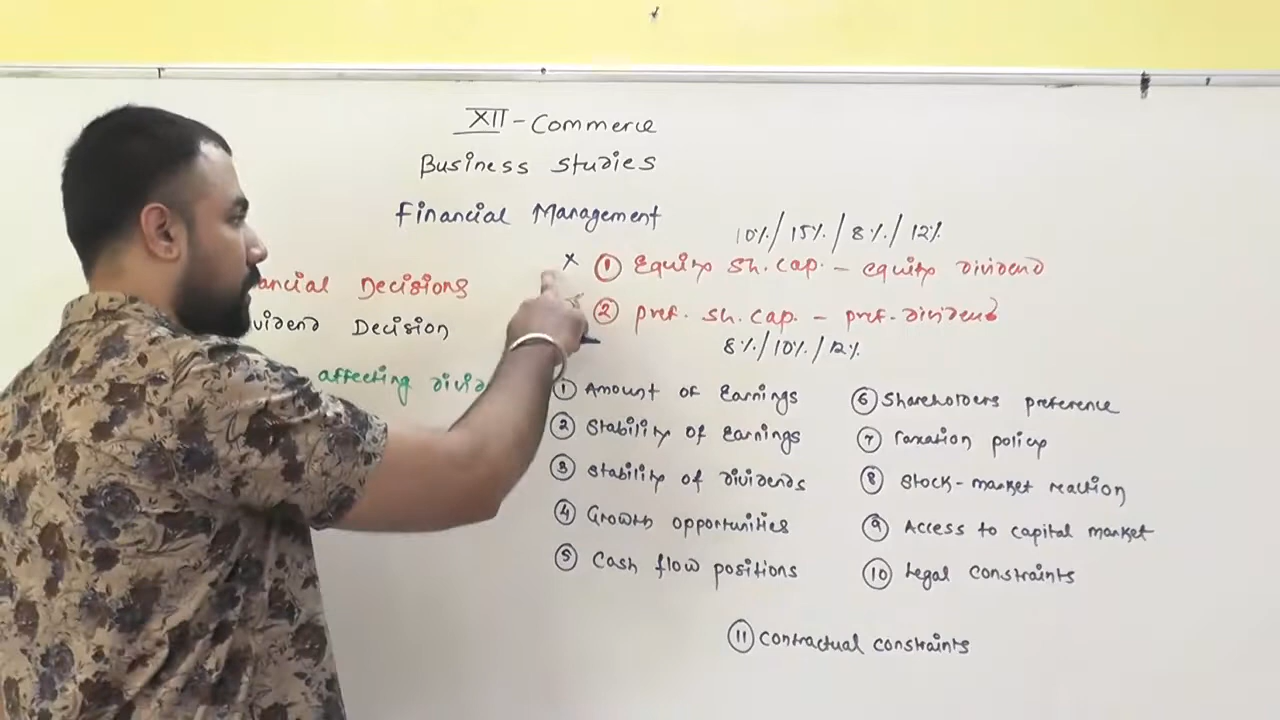 XII - Commerce
Business Studies
Financial Management
10% / 15% / 8% / 12%
x ① Equity sh. cap. - equity dividend
② pref. sh. cap. - pref. dividend
8% / 10% / 12%
ancial Decisions
vidend Decision
affecting divid
① Amount of Earnings
② Stability of Earnings
③ Stability of dividends
④ Growth opportunities
⑤ Cash flow positions
⑥ Shareholders preference
⑦ Taxation policy
⑧ Stock-market reaction
⑨ Access to capital market
⑩ Legal constraints
⑪ Contractual constraints